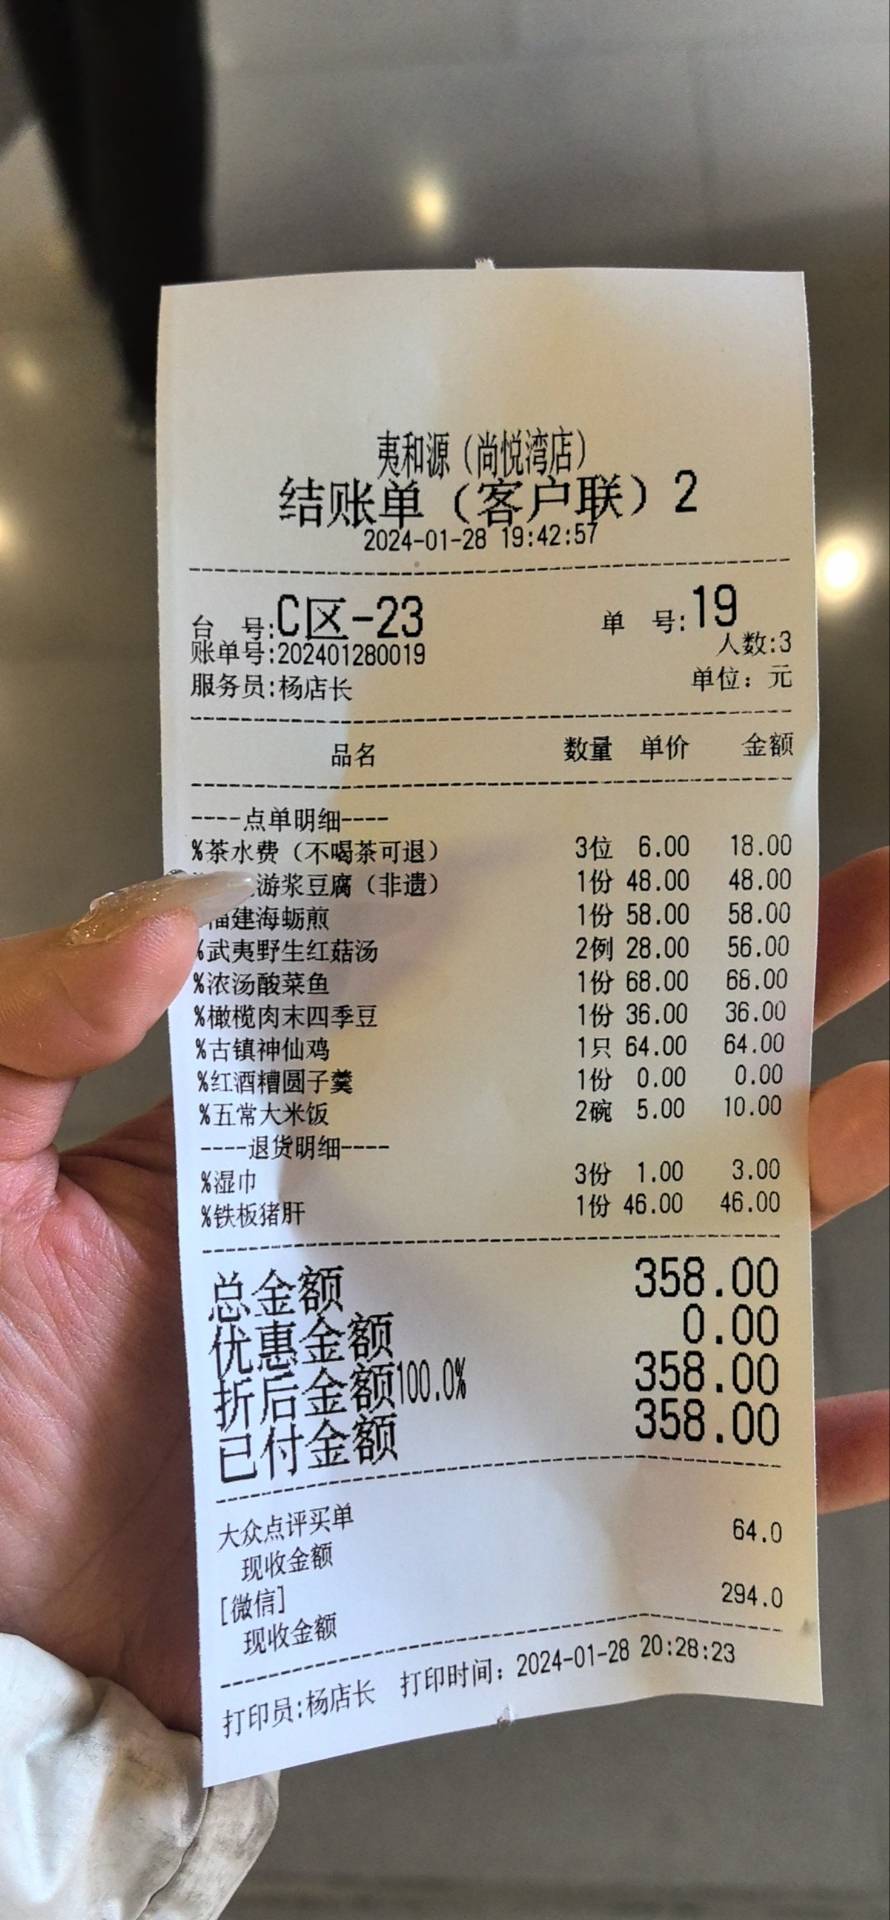 夷和源（尚悦湾店）
结账单（客户联）2
2024-01-28 19:42:57
台 号:C区-23 单 号:19
账单号:202401280019 人数:3
服务员:杨店长 单位：元
品名 数量 单价 金额
----点单明细----
%茶水费（不喝茶可退） 3位 6.00 18.00
游浆豆腐（非遗） 1份 48.00 48.00
福建海蛎煎 1份 58.00 58.00
%武夷野生红菇汤 2例 28.00 56.00
%浓汤酸菜鱼 1份 68.00 68.00
%橄榄肉末四季豆 1份 36.00 36.00
%古镇神仙鸡 1只 64.00 64.00
%红酒糟圆子羹 1份 0.00 0.00
%五常大米饭 2碗 5.00 10.00
----退货明细----
%湿巾 3份 1.00 3.00
%铁板猪肝 1份 46.00 46.00
总金额 358.00
优惠金额 0.00
折后金额100.0% 358.00
已付金额 358.00
大众点评买单 64.0
现收金额
[微信] 294.0
现收金额
打印员:杨店长 打印时间：2024-01-28 20:28:23